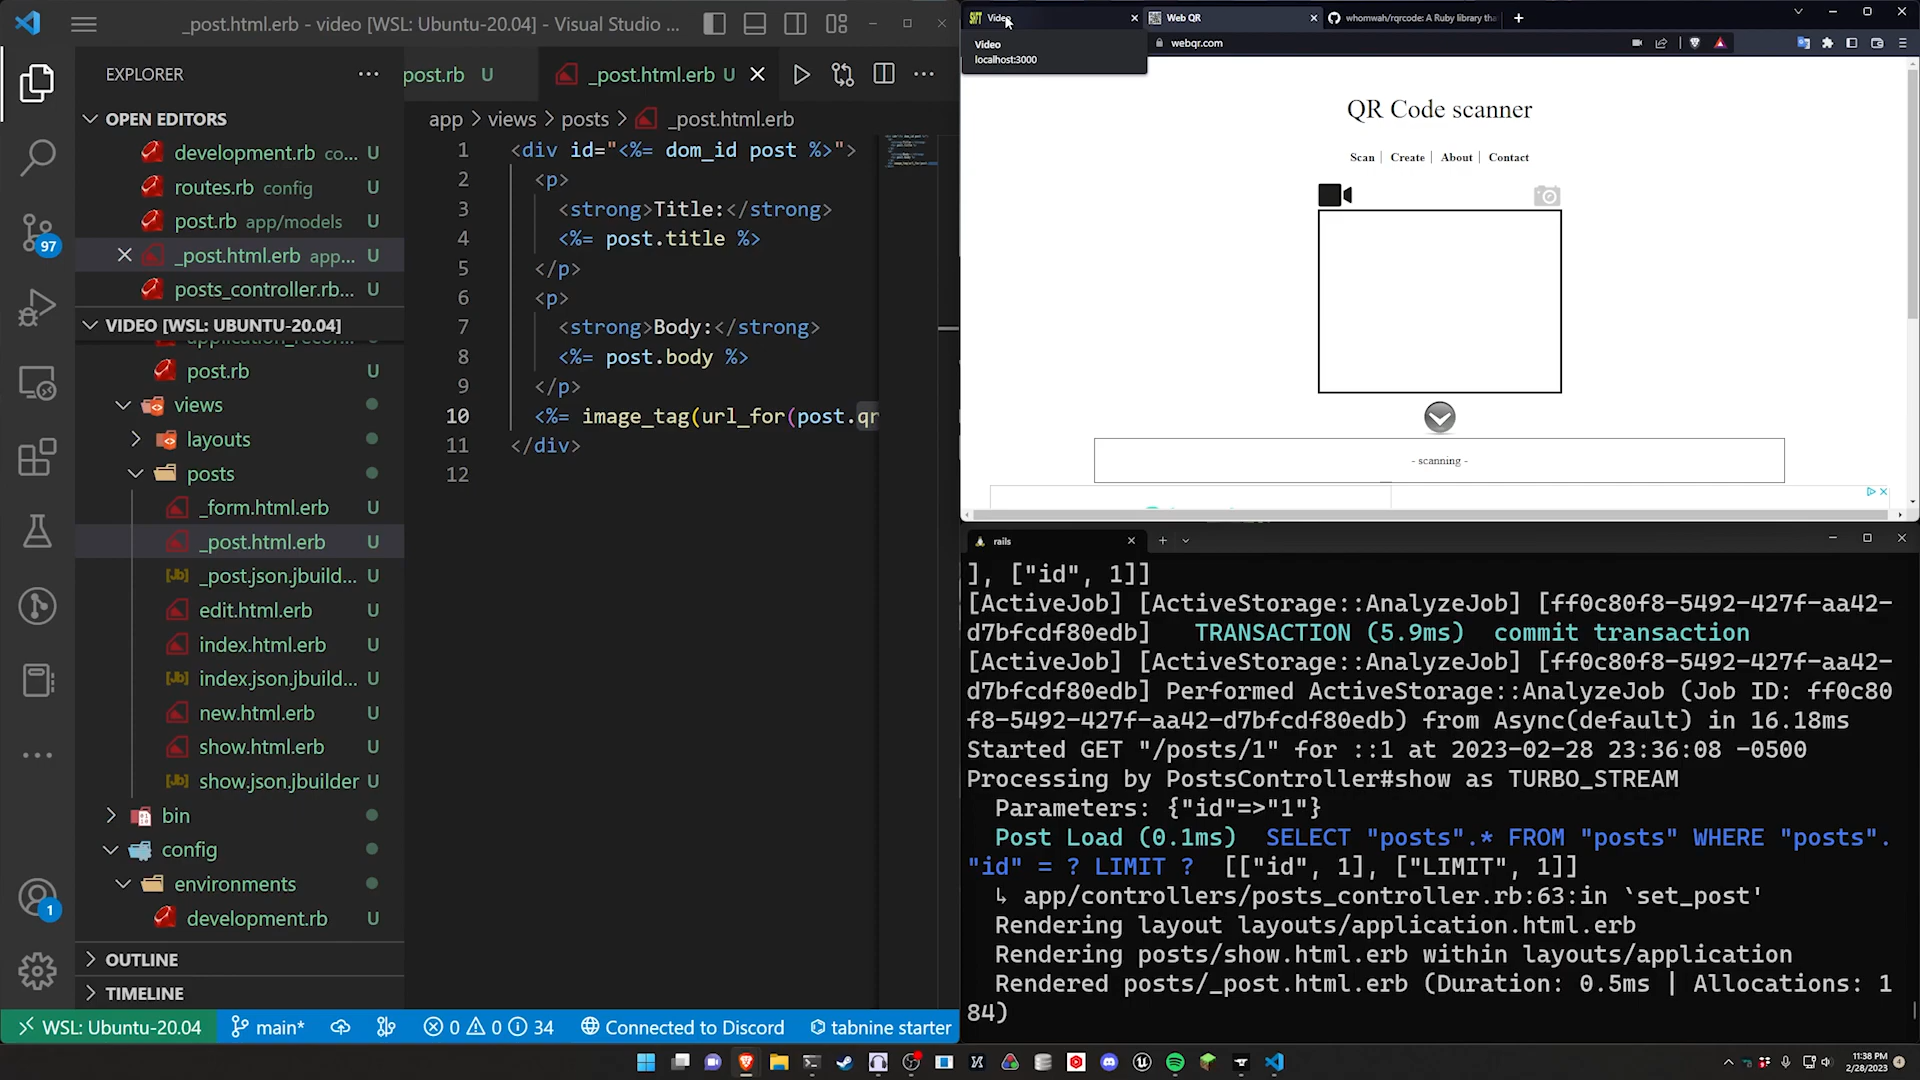 _post.html.erb - video [WSL: Ubuntu-20.04] - Visual Studio ...
EXPLORER
OPEN EDITORS
development.rb co... U
routes.rb config U
post.rb app/models U
_post.html.erb app... U
posts_controller.rb... U
97
VIDEO [WSL: UBUNTU-20.04]
post.rb U
views
layouts
posts
_form.html.erb U
_post.html.erb U
_post.json.jbuild... U
edit.html.erb U
index.html.erb U
index.json.jbuild... U
new.html.erb U
show.html.erb U
show.json.jbuilder U
bin
config
environments
development.rb U
OUTLINE
TIMELINE
1
post.rb U
_post.html.erb U
app > views > posts > _post.html.erb
1 <div id="<%= dom_id post %>">
2 <p>
3 <strong>Title:</strong>
4 <%= post.title %>
5 </p>
6 <p>
7 <strong>Body:</strong>
8 <%= post.body %>
9 </p>
10 <%= image_tag(url_for(post.qr
11 </div>
12
WSL: Ubuntu-20.04 main* 0 0 34 Connected to Discord tabnine starter
Video
Web QR
whomwah/rqrcode: A Ruby library tha
Video
localhost:3000
webqr.com
QR Code scanner
Scan | Create | About | Contact
- scanning -
rails
], ["id", 1]]
[ActiveJob] [ActiveStorage::AnalyzeJob] [ff0c80f8-5492-427f-aa42-
d7bfcdf80edb] TRANSACTION (5.9ms) commit transaction
[ActiveJob] [ActiveStorage::AnalyzeJob] [ff0c80f8-5492-427f-aa42-
d7bfcdf80edb] Performed ActiveStorage::AnalyzeJob (Job ID: ff0c80
f8-5492-427f-aa42-d7bfcdf80edb) from Async(default) in 16.18ms
Started GET "/posts/1" for ::1 at 2023-02-28 23:36:08 -0500
Processing by PostsController#show as TURBO_STREAM
Parameters: {"id"=>"1"}
Post Load (0.1ms) SELECT "posts".* FROM "posts" WHERE "posts".
"id" = ? LIMIT ? [["id", 1], ["LIMIT", 1]]
↳ app/controllers/posts_controller.rb:63:in `set_post'
Rendering layout layouts/application.html.erb
Rendering posts/show.html.erb within layouts/application
Rendered posts/_post.html.erb (Duration: 0.5ms | Allocations: 1
84)
11:38 PM
2/28/2023